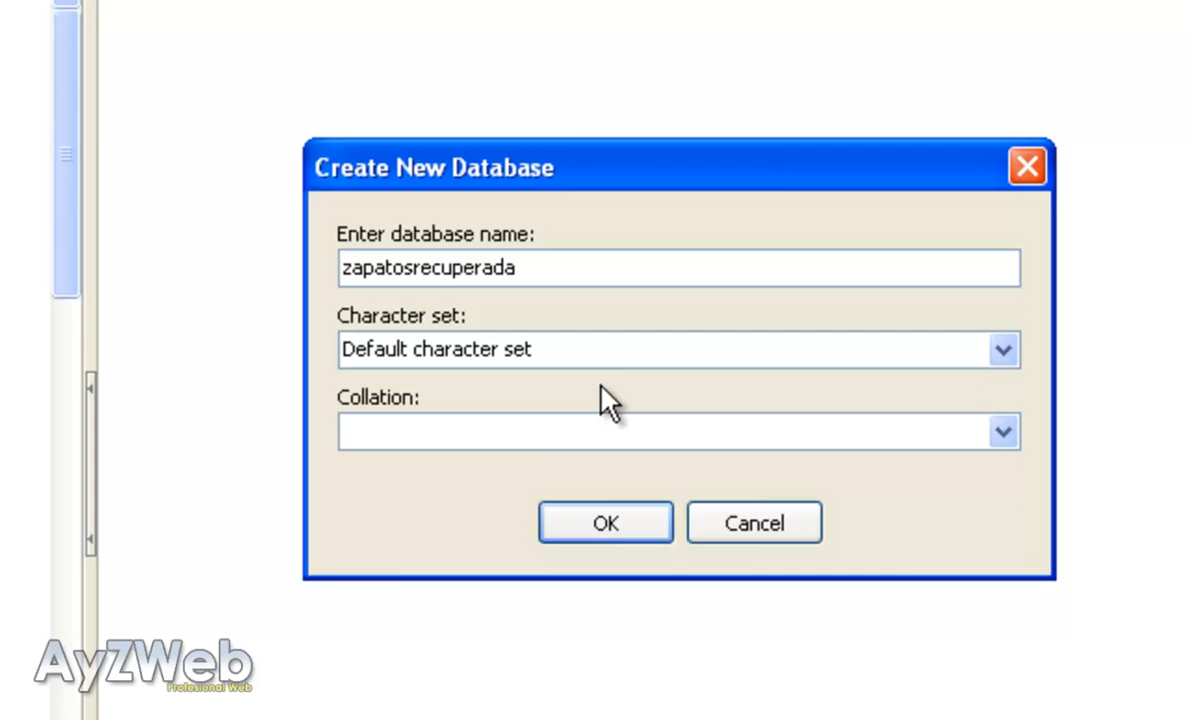 Create New Database
Enter database name:
zapatosrecuperada
Character set:
Default character set
Collation:
OK
Cancel
AyZWeb
Profesional Web